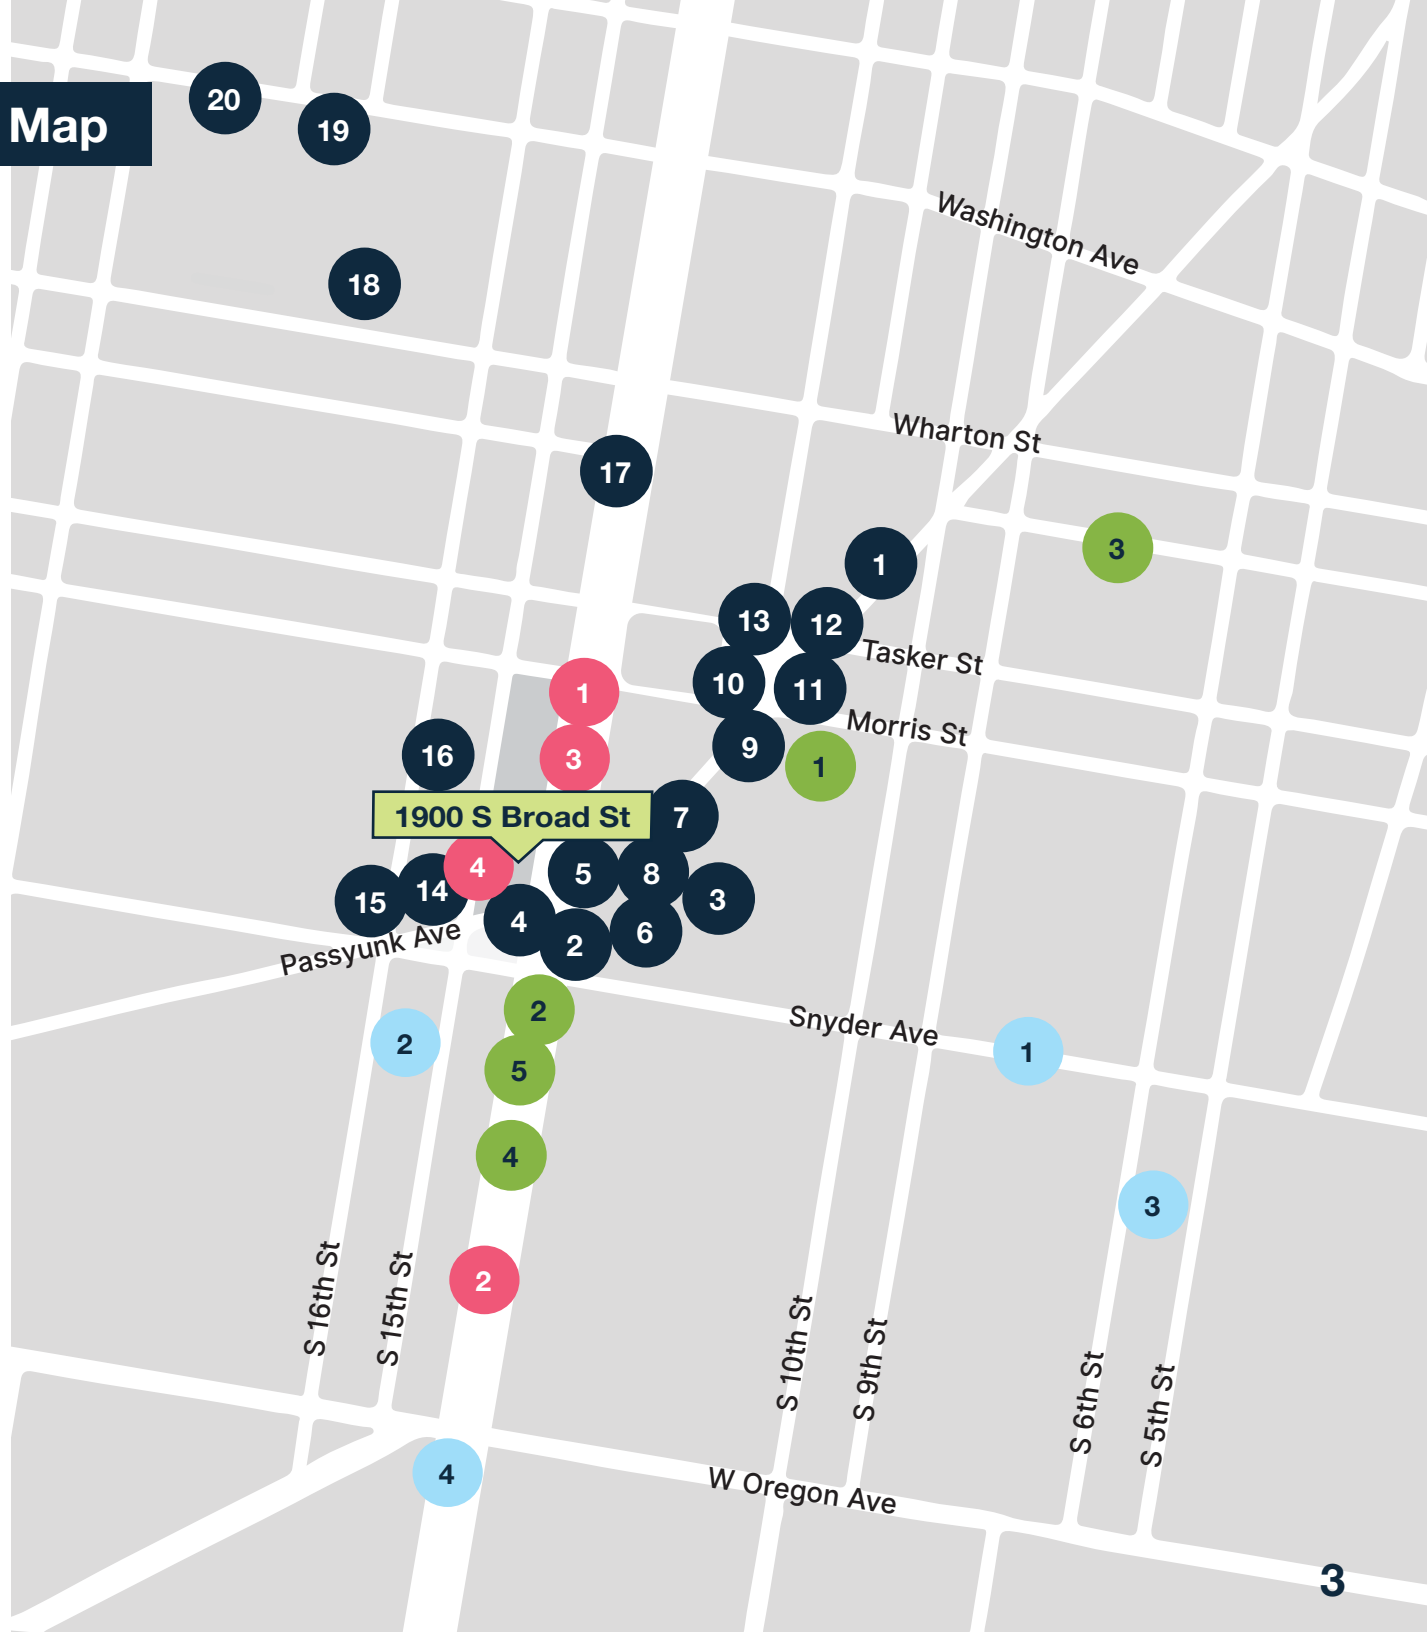 20
Map
19
Washington Ave
18
Wharton St
17
3
1
13
12
Tasker St
10
11
1
Morris St
9
16
3
1
1900 S Broad St
7
4
5
8
14
15
3
4
6
2
Passyunk Ave
2
Snyder Ave
2
1
5
4
3
2
S 16th St
S 15th St
S 10th St
S 9th St
S 6th St
S 5th St
4
W Oregon Ave
3